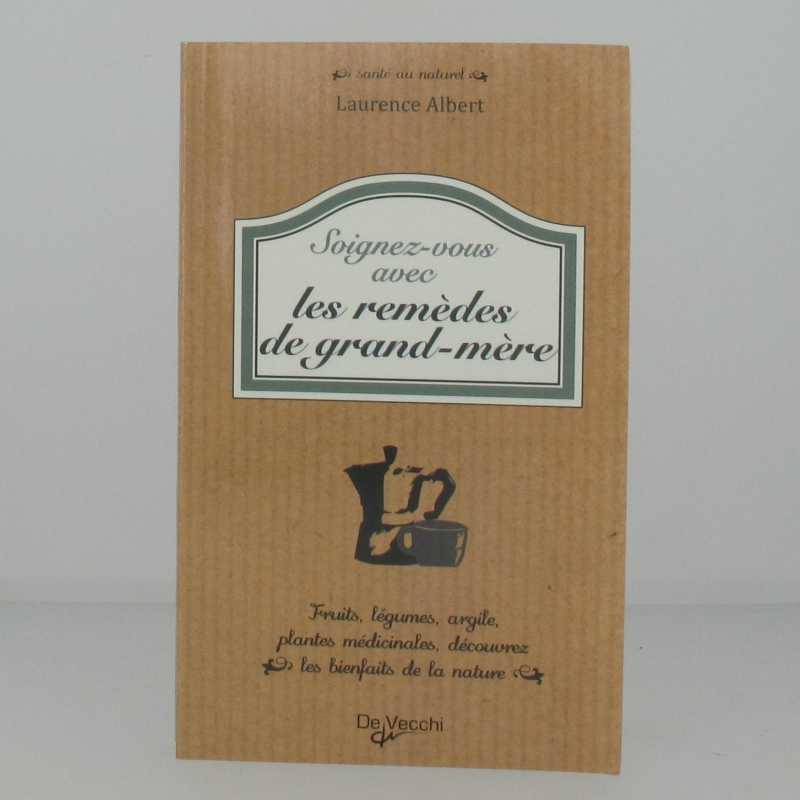 santé au naturel
Laurence Albert
Soignez-vous
avec
les remèdes
de grand-mère
Fruits, légumes, argile,
plantes médicinales, découvrez
les bienfaits de la nature
De Vecchi